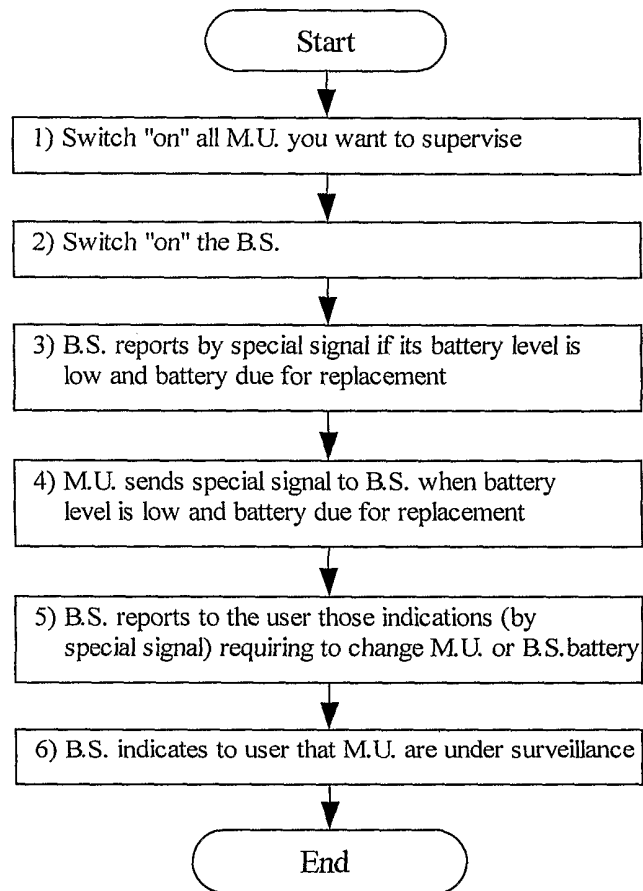 Start
1) Switch "on" all M.U. you want to supervise
2) Switch "on" the B.S.
3) B.S. reports by special signal if its battery level is
low and battery due for replacement
4) M.U. sends special signal to B.S. when battery
level is low and battery due for replacement
5) B.S. reports to the user those indications (by
special signal) requiring to change M.U. or B.S.battery
6) B.S. indicates to user that M.U. are under surveillance
End